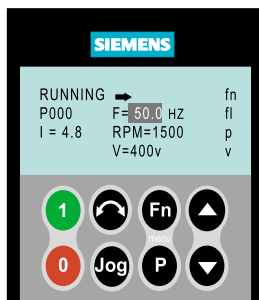 SIEMENS
RUNNING fn
P000 F= 50.0 HZ fl
I = 4.8 RPM=1500 p
V=400v v
1 Fn
menu
0 Jog P